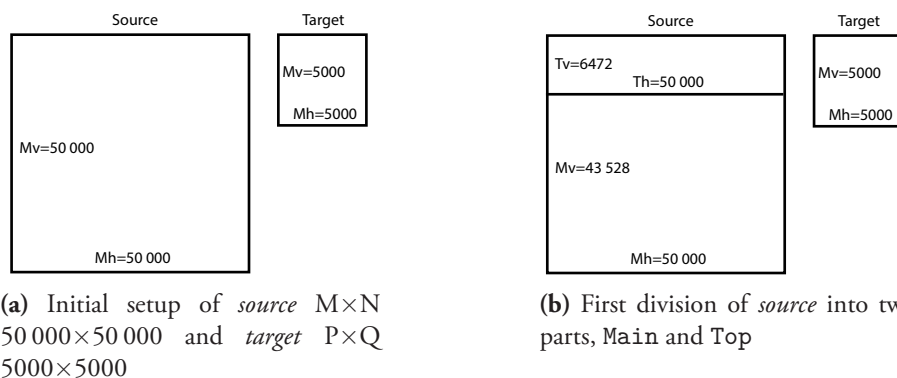 Source
Target
Mv=5000
Mh=5000
Mv=50 000
Mh=50 000
(a) Initial setup of source M×N
50 000×50 000 and target P×Q
5000×5000
Source
Target
Tv=6472
Th=50 000
Mv=5000
Mh=5000
Mv=43 528
Mh=50 000
(b) First division of source into
parts, Main and Top